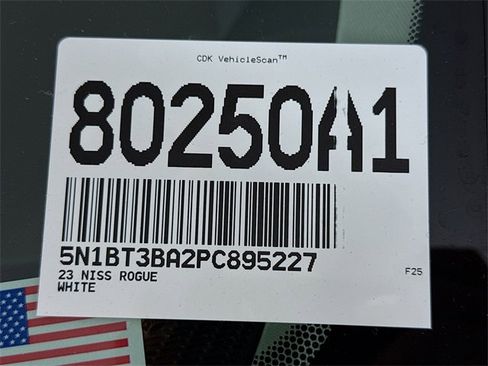 CDK VehicleScan™
80250A1
5N1BT3BA2PC895227
23 NISS ROGUE
WHITE
F25